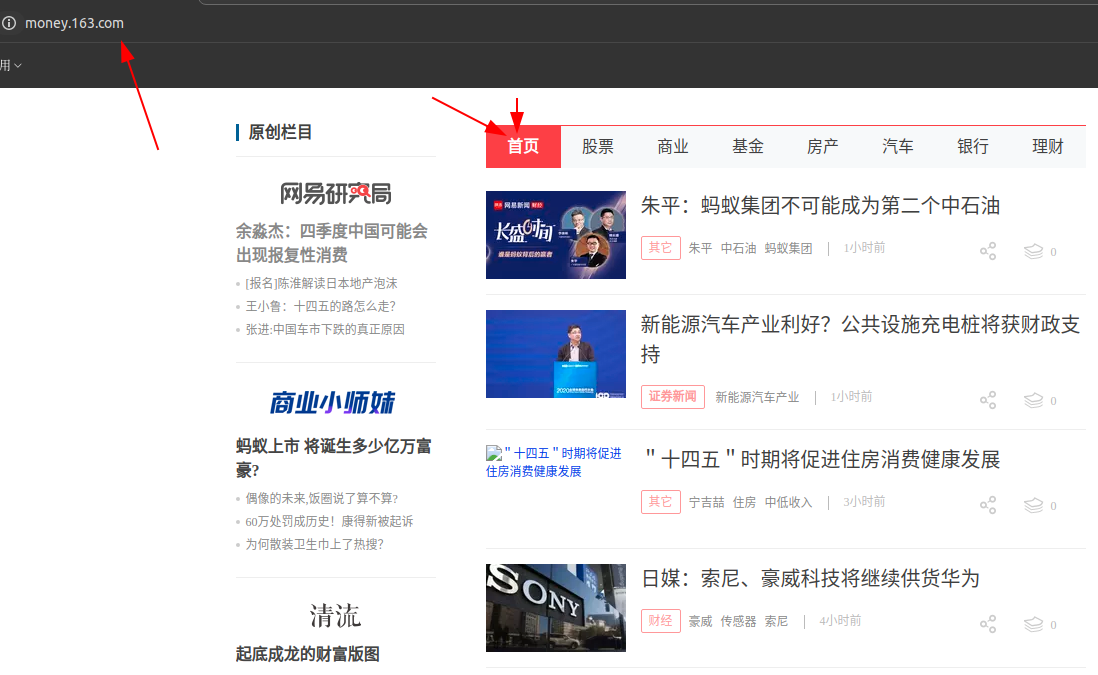 money.163.com
用
原创栏目
网易研究局
余淼杰：四季度中国可能会
出现报复性消费
[报名]陈淮解读日本地产泡沫
王小鲁：十四五的路怎么走？
张进:中国车市下跌的真正原因
商业小师妹
蚂蚁上市 将诞生多少亿万富
豪?
偶像的未来,饭圈说了算不算?
60万处罚成历史！康得新被起诉
为何散装卫生巾上了热搜?
清流
起底成龙的财富版图
首页 股票 商业 基金 房产 汽车 银行 理财
网易新闻 财经
长盛时间
谁是蚂蚁背后的赢者
朱平：蚂蚁集团不可能成为第二个中石油
其它 朱平 中石油 蚂蚁集团 | 1小时前 0
新能源汽车产业利好？公共设施充电桩将获财政支
持
证券新闻 新能源汽车产业 | 1小时前 0
＂十四五＂时期将促进
住房消费健康发展
＂十四五＂时期将促进住房消费健康发展
其它 宁吉喆 住房 中低收入 | 3小时前 0
SONY
日媒：索尼、豪威科技将继续供货华为
财经 豪威 传感器 索尼 | 4小时前 0